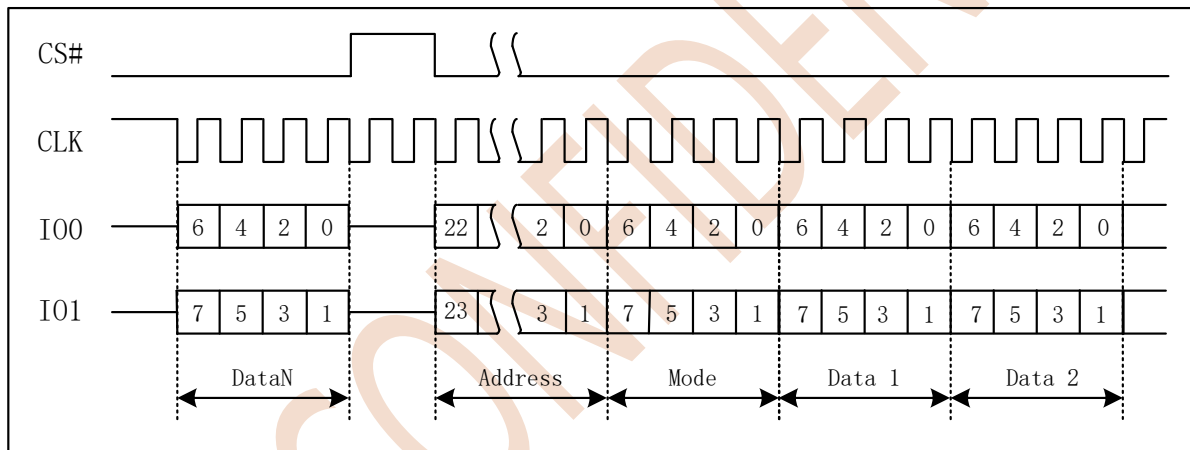 CS#
CLK
IO0 6 4 2 0 22 2 0 6 4 2 0 6 4 2 0 6 4 2 0
IO1 7 5 3 1 23 3 1 7 5 3 1 7 5 3 1 7 5 3 1
DataN Address Mode Data 1 Data 2
CONFIDEN